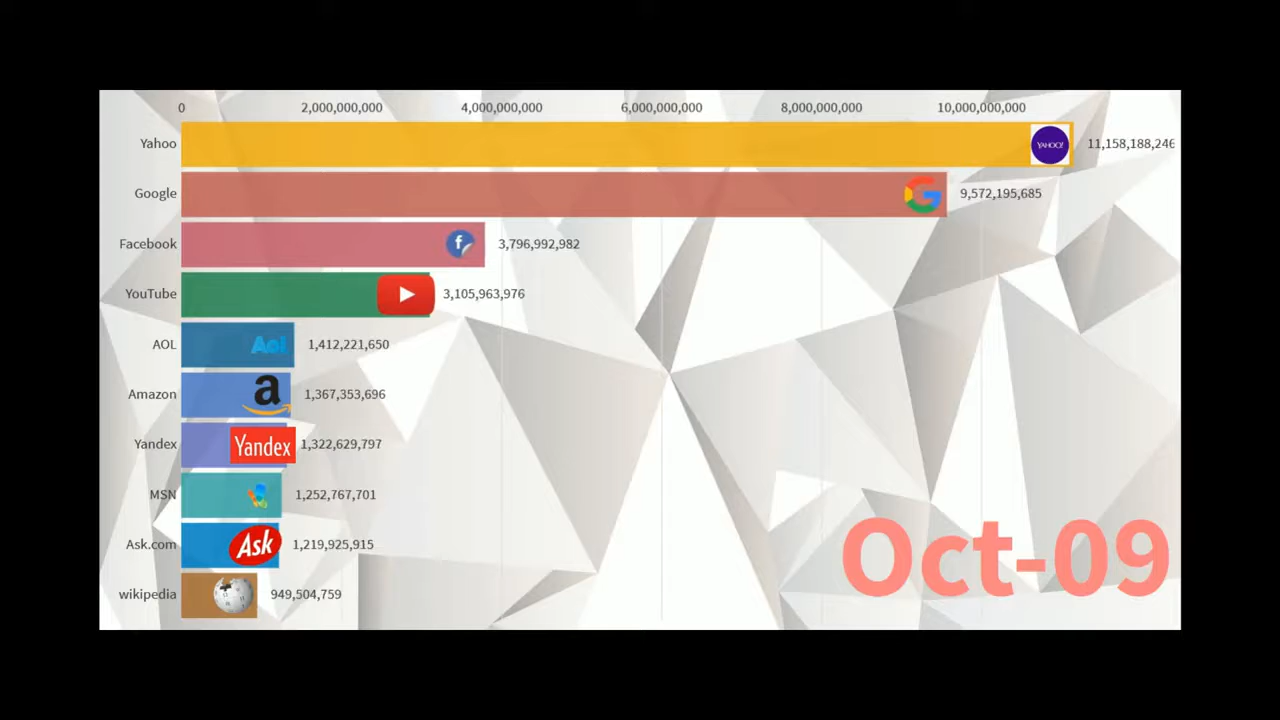 0 2,000,000,000 4,000,000,000 6,000,000,000 8,000,000,000 10,000,000,000
Yahoo YAHOO! 11,158,188,246
Google G 9,572,195,685
Facebook f 3,796,992,982
YouTube 3,105,963,976
AOL Aol 1,412,221,650
Amazon a 1,367,353,696
Yandex Yandex 1,322,629,797
MSN 1,252,767,701
Ask.com Ask 1,219,925,915
wikipedia 949,504,759
Oct-09